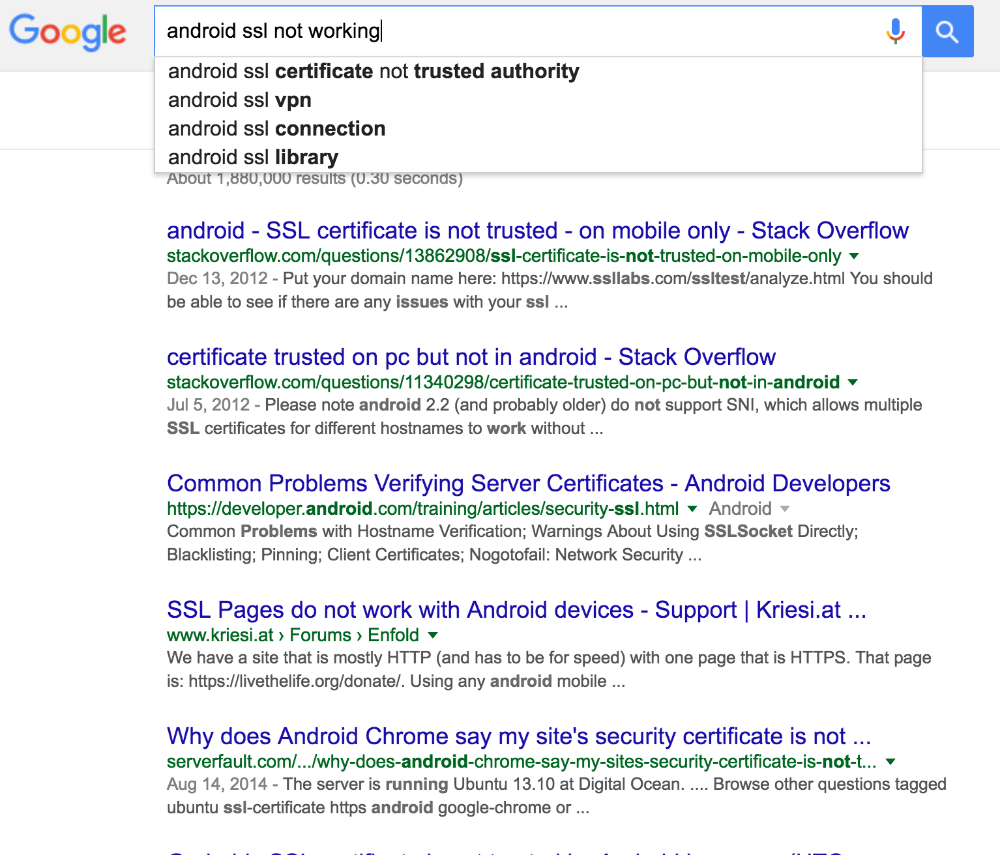 Google
android ssl not working
android ssl certificate not trusted authority
android ssl vpn
android ssl connection
android ssl library
About 1,880,000 results (0.30 seconds)
android - SSL certificate is not trusted - on mobile only - Stack Overflow
stackoverflow.com/questions/13862908/ssl-certificate-is-not-trusted-on-mobile-only
Dec 13, 2012 - Put your domain name here: https://www.ssllabs.com/ssltest/analyze.html You should
be able to see if there are any issues with your ssl ...
certificate trusted on pc but not in android - Stack Overflow
stackoverflow.com/questions/11340298/certificate-trusted-on-pc-but-not-in-android
Jul 5, 2012 - Please note android 2.2 (and probably older) do not support SNI, which allows multiple
SSL certificates for different hostnames to work without ...
Common Problems Verifying Server Certificates - Android Developers
https://developer.android.com/training/articles/security-ssl.html Android
Common Problems with Hostname Verification; Warnings About Using SSLSocket Directly;
Blacklisting; Pinning; Client Certificates; Nogotofail: Network Security ...
SSL Pages do not work with Android devices - Support | Kriesi.at ...
www.kriesi.at › Forums › Enfold
We have a site that is mostly HTTP (and has to be for speed) with one page that is HTTPS. That page
is: https://livethelife.org/donate/. Using any android mobile ...
Why does Android Chrome say my site's security certificate is not ...
serverfault.com/.../why-does-android-chrome-say-my-sites-security-certificate-is-not-t...
Aug 14, 2014 - The server is running Ubuntu 13.10 at Digital Ocean. .... Browse other questions tagged
ubuntu ssl-certificate https android google-chrome or ...